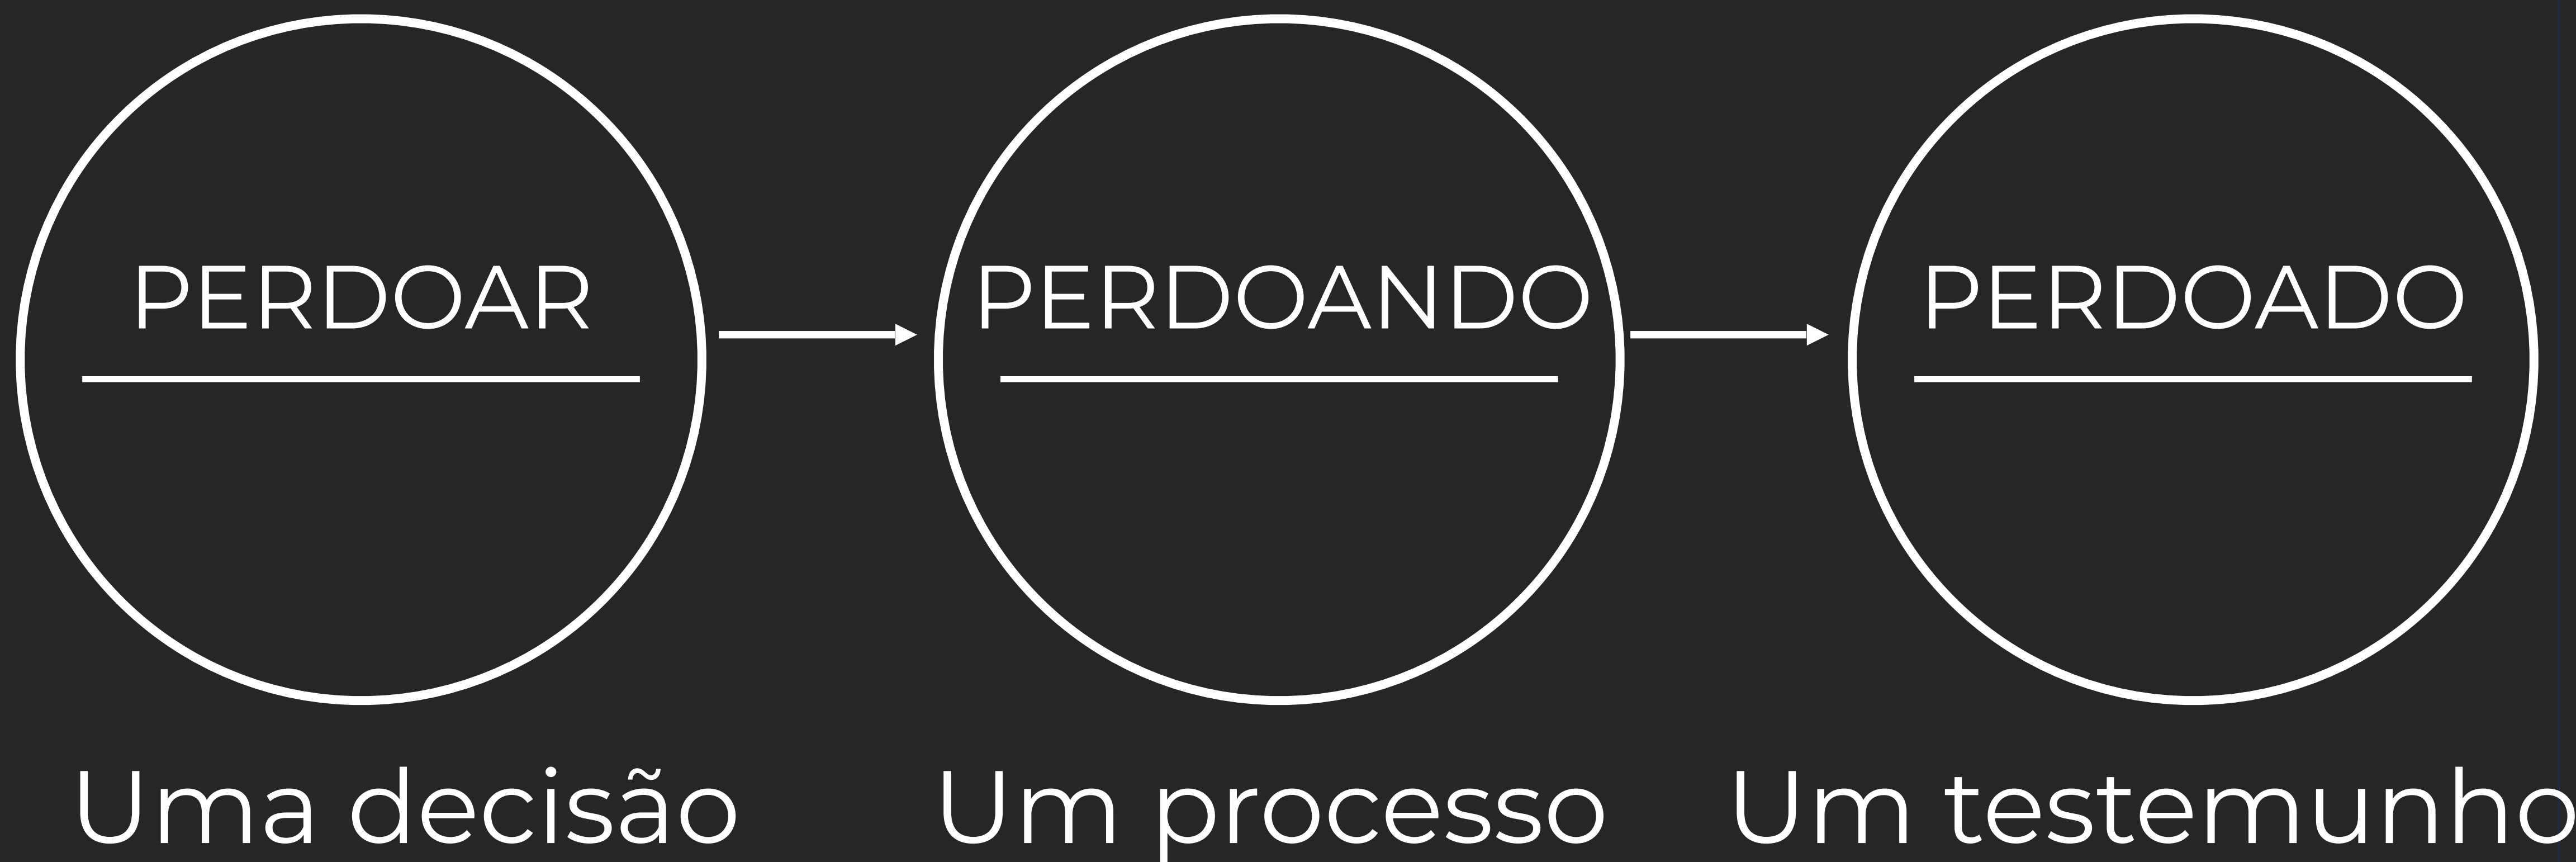 PERDOAR
PERDOANDO
PERDOADO
Uma decisão
Um processo
Um testemunho